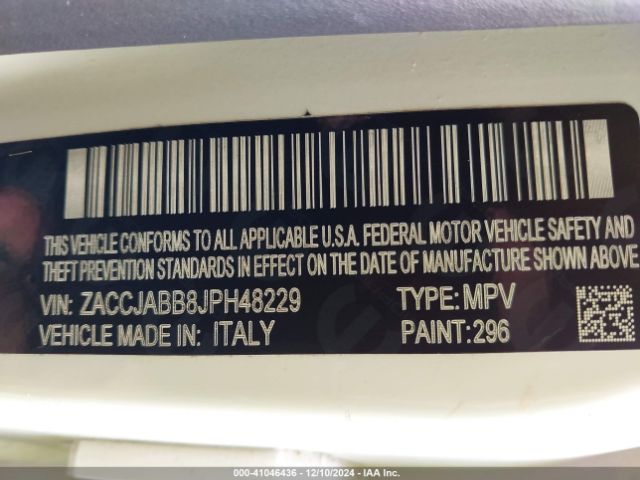 THIS VEHICLE CONFORMS TO ALL APPLICABLE U.S.A. FEDERAL MOTOR VEHICLE SAFETY AND
THEFT PREVENTION STANDARDS IN EFFECT ON THE DATE OF MANUFACTURE SHOWN ABOVE
VIN: ZACCJABB8JPH48229 TYPE: MPV
VEHICLE MADE IN: ITALY PAINT: 296
000-41046436 - 12/10/2024 - IAA Inc.